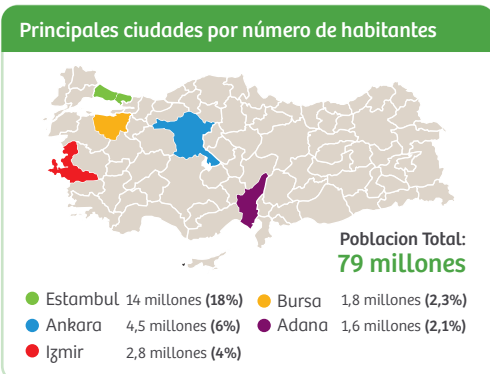 Principales ciudades por número de habitantes
Poblacion Total:
79 millones
Estambul 14 millones (18%)
Ankara 4,5 millones (6%)
Izmir 2,8 millones (4%)
Bursa 1,8 millones (2,3%)
Adana 1,6 millones (2,1%)